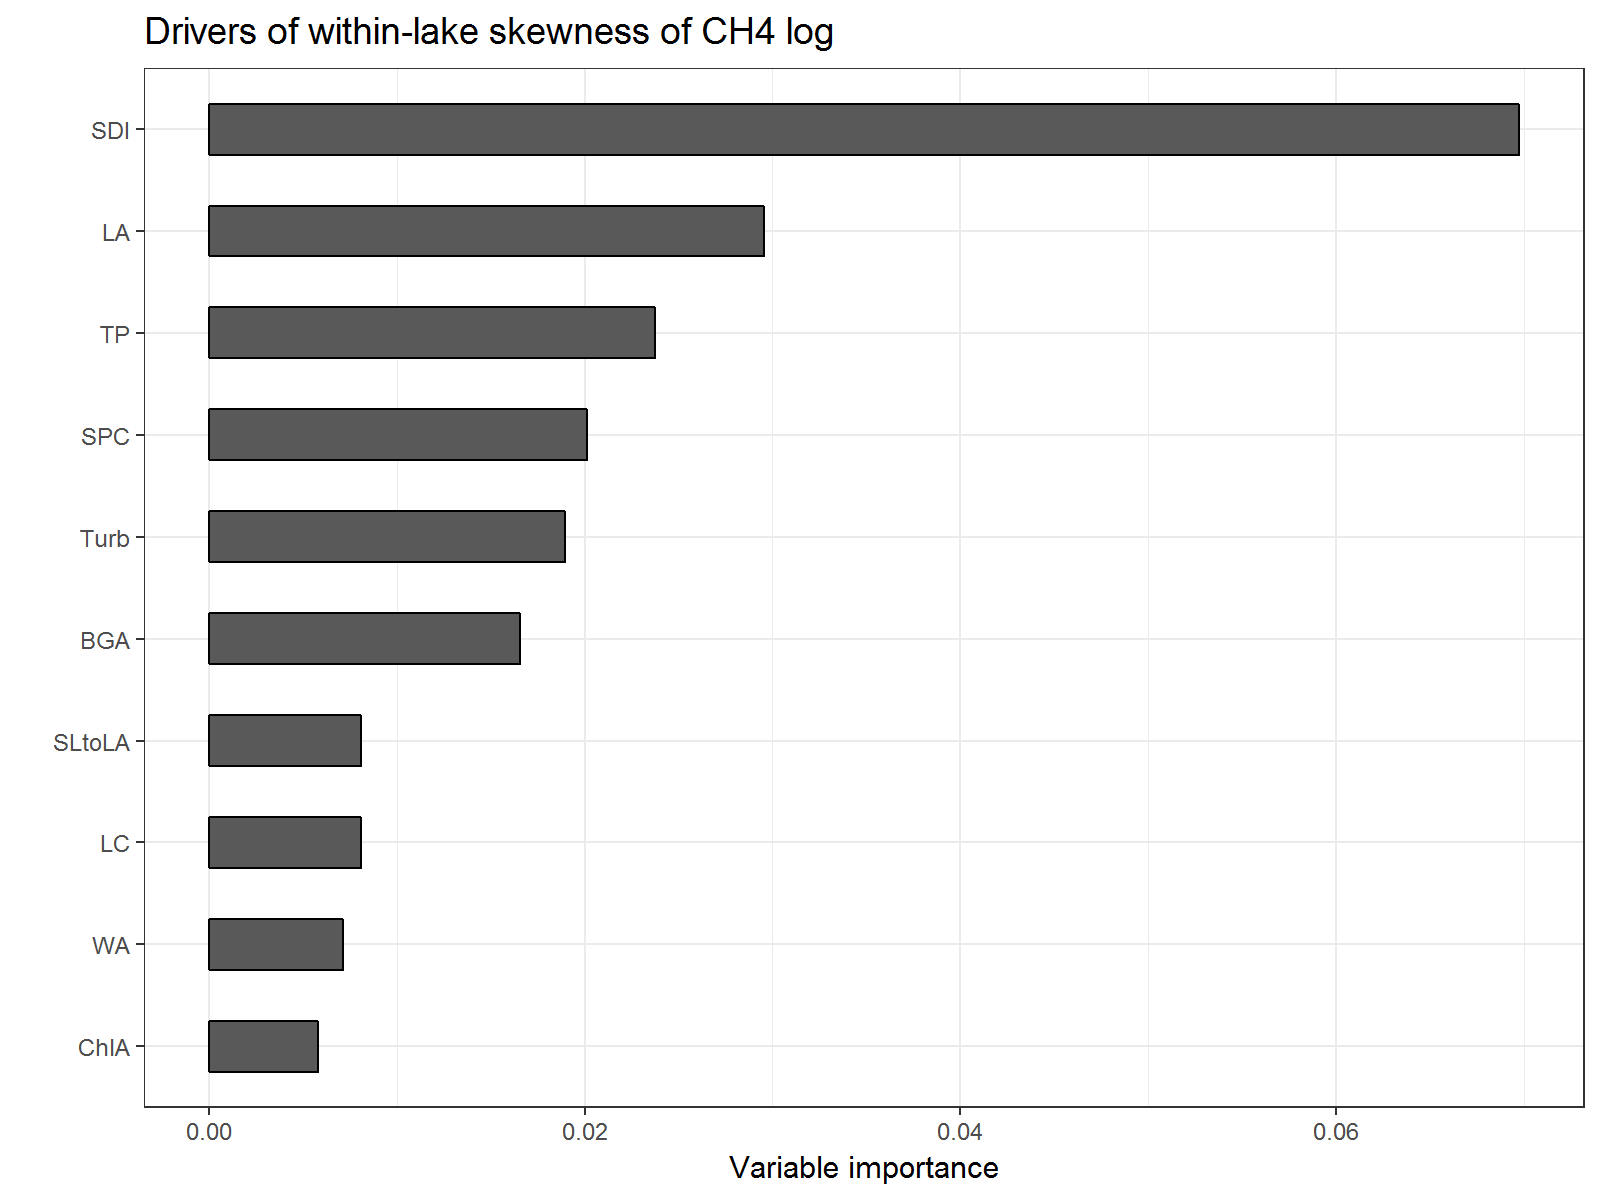 Drivers of within-lake skewness of CH4 log
SDI
LA
TP
SPC
Turb
BGA
SLtoLA
LC
WA
ChlA
0.00 0.02 0.04 0.06
Variable importance